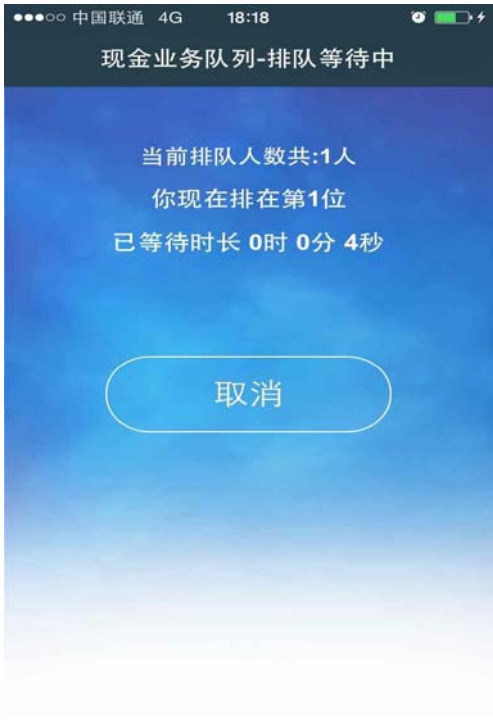 中国联通 4G 18:18
现金业务队列-排队等待中
当前排队人数共:1人
你现在排在第1位
已等待时长 0时 0分 4秒
取消